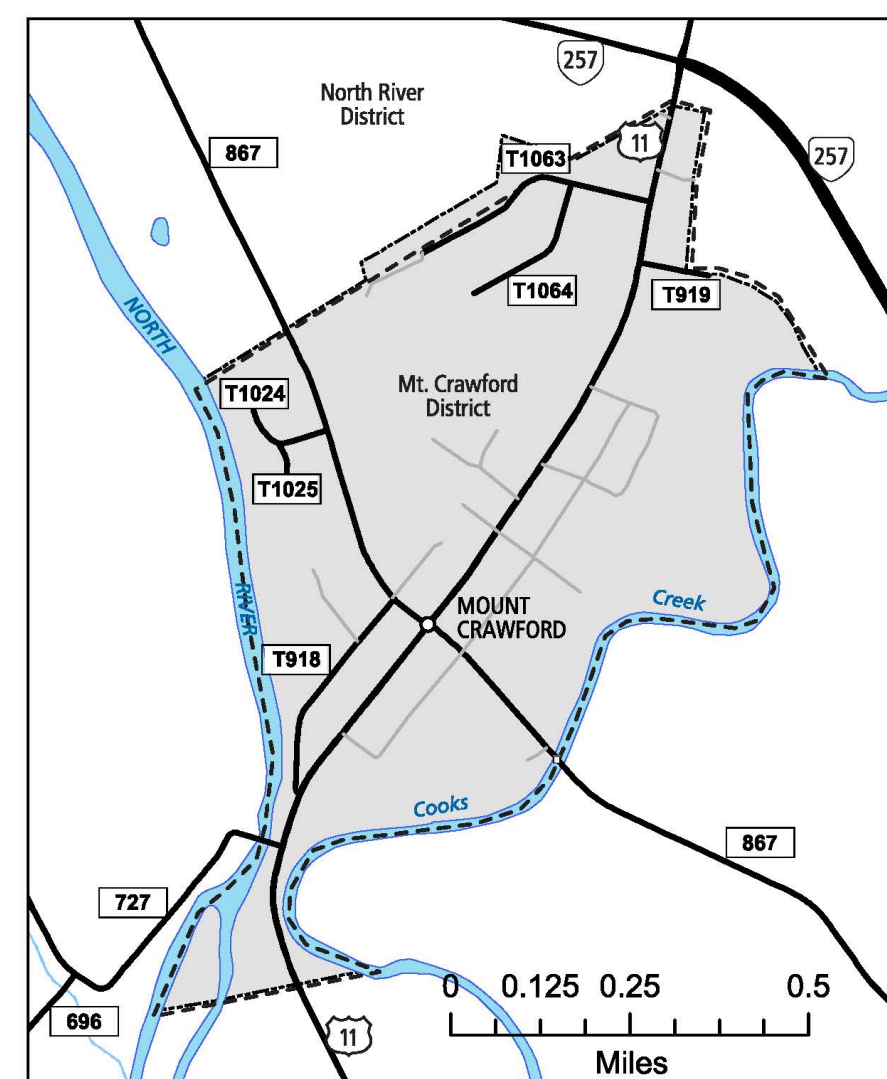 257
North River
District
11
867
T1063
257
T1064
T919
NORTH
T1024
Mt. Crawford
District
T1025
RIVER
Creek
MOUNT
CRAWFORD
T918
Cooks
867
727
0 0.125 0.25 0.5
696
11
Miles